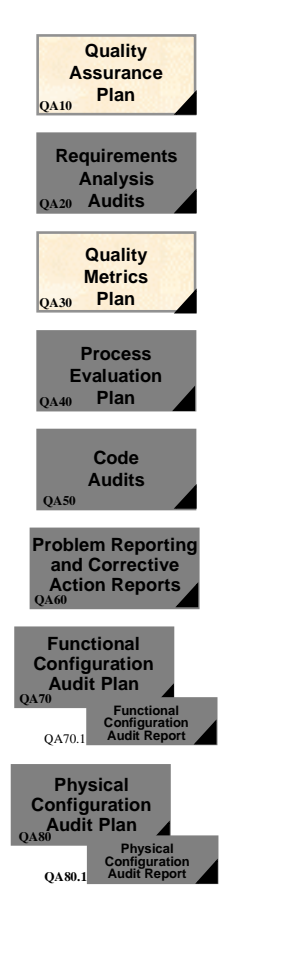 Quality
Assurance
Plan
QA10
Requirements
Analysis
Audits
QA20
Quality
Metrics
Plan
QA30
Process
Evaluation
Plan
QA40
Code
Audits
QA50
Problem Reporting
and Corrective
Action Reports
QA60
Functional
Configuration
Audit Plan
QA70
Functional
Configuration
Audit Report
QA70.1
Physical
Configuration
Audit Plan
QA80
Physical
Configuration
Audit Report
QA80.1